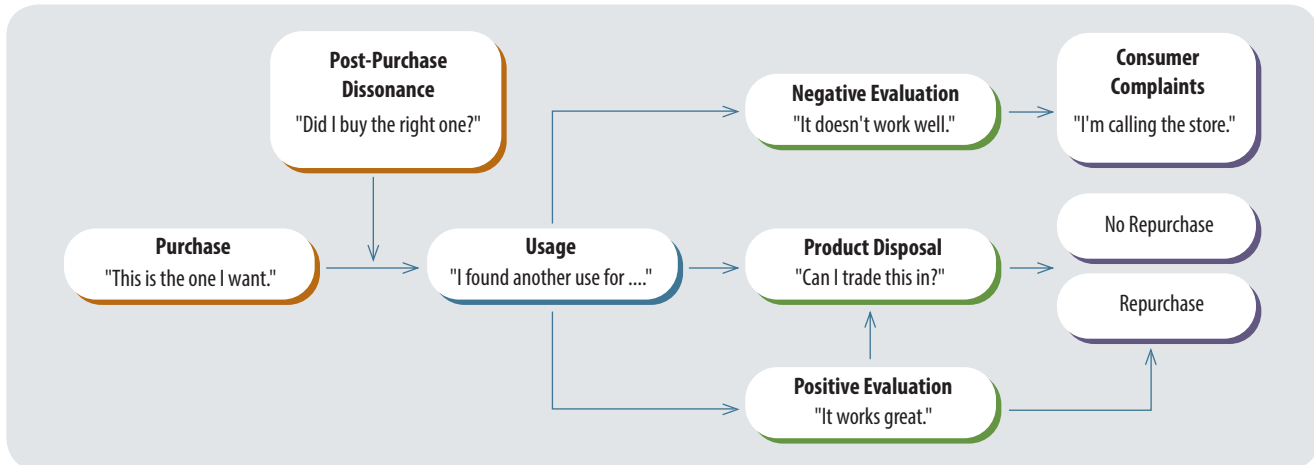 Post-Purchase
Dissonance
"Did I buy the right one?"
Negative Evaluation
"It doesn't work well."
Consumer
Complaints
"I'm calling the store."
Purchase
"This is the one I want."
Usage
"I found another use for ...."
Product Disposal
"Can I trade this in?"
No Repurchase
Repurchase
Positive Evaluation
"It works great."